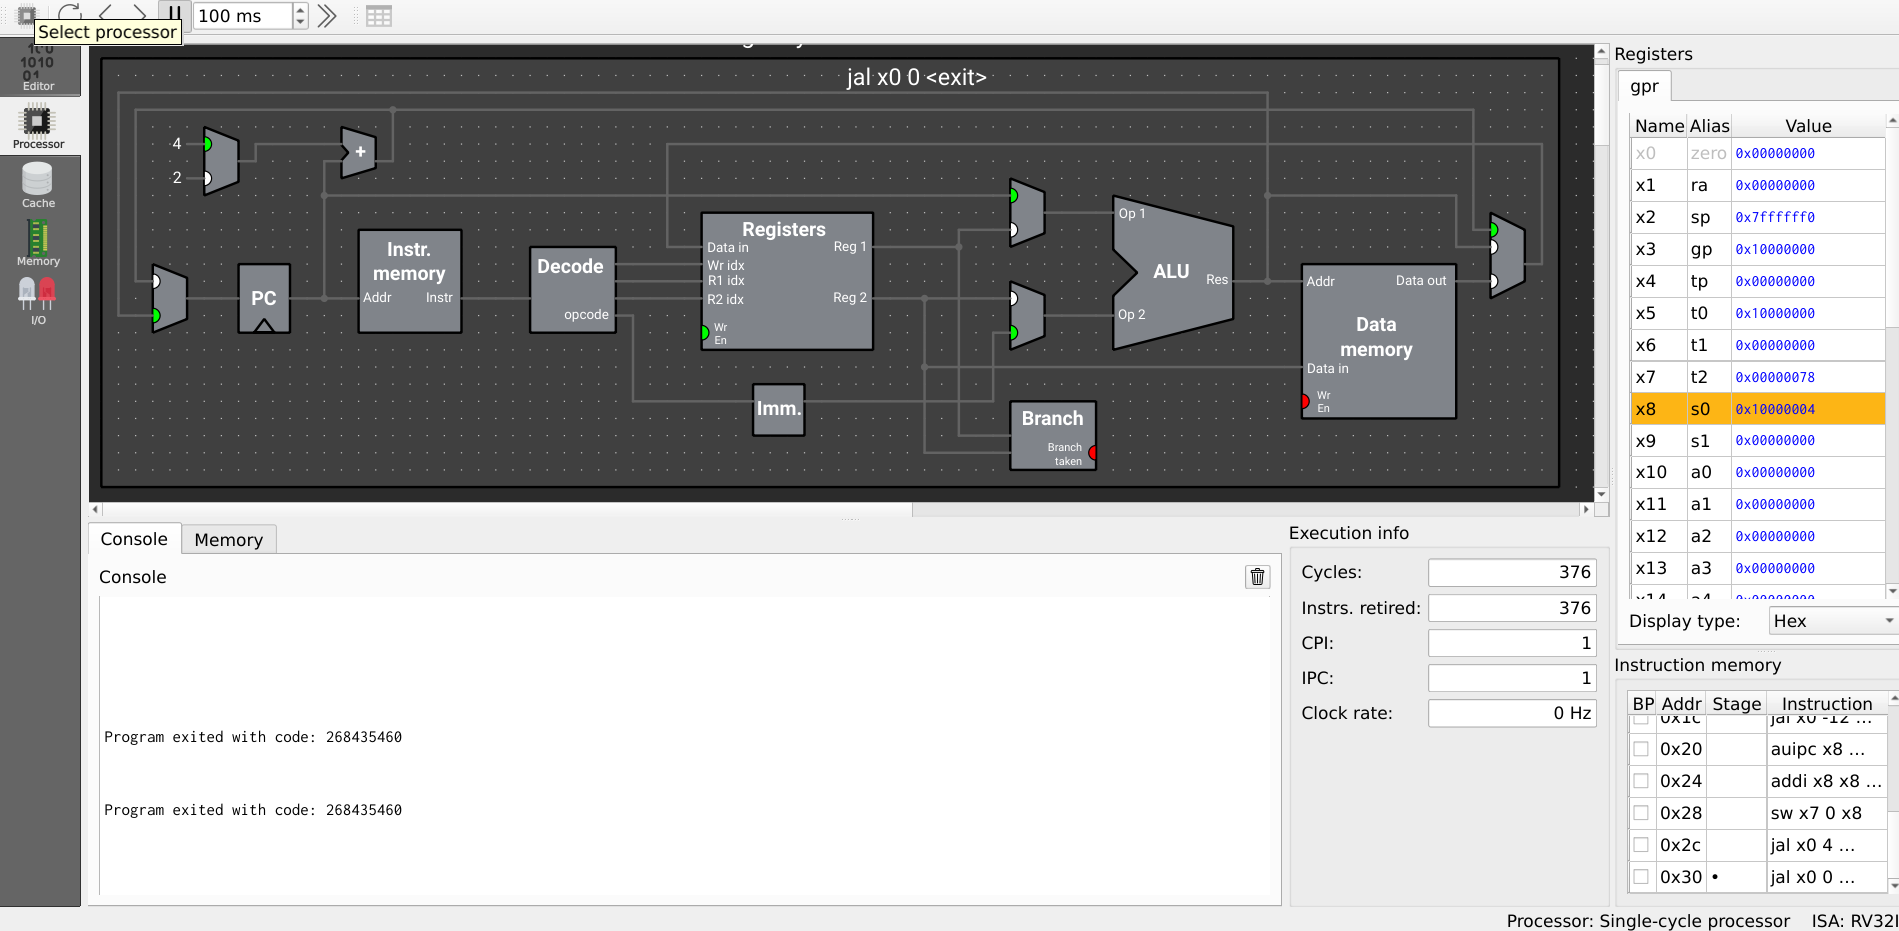 100 ms
Select processor
1010
01
Editor
Processor
Cache
Memory
I/O
jal x0 0 <exit>
4
2
+
PC
Instr.
memory
Addr
Instr
Decode
opcode
Registers
Data in
Wr idx
R1 idx
R2 idx
Reg 1
Reg 2
Wr
En
Imm.
Op 1
Op 2
ALU
Res
Branch
Branch
taken
Addr
Data out
Data
memory
Data in
Wr
En
Registers
gpr
Name Alias Value
x0 zero 0x00000000
x1 ra 0x00000000
x2 sp 0x7ffffff0
x3 gp 0x10000000
x4 tp 0x00000000
x5 t0 0x10000000
x6 t1 0x00000000
x7 t2 0x00000078
x8 s0 0x10000004
x9 s1 0x00000000
x10 a0 0x00000000
x11 a1 0x00000000
x12 a2 0x00000000
x13 a3 0x00000000
x14 a4 0x00000000
Display type: Hex
Console
Memory
Console
Program exited with code: 268435460
Program exited with code: 268435460
Execution info
Cycles: 376
Instrs. retired: 376
CPI: 1
IPC: 1
Clock rate: 0 Hz
Instruction memory
BP Addr Stage Instruction
0x1c jal x0 -12 ...
0x20 auipc x8 ...
0x24 addi x8 x8 ...
0x28 sw x7 0 x8
0x2c jal x0 4 ...
0x30 • jal x0 0 ...
Processor: Single-cycle processor ISA: RV32I